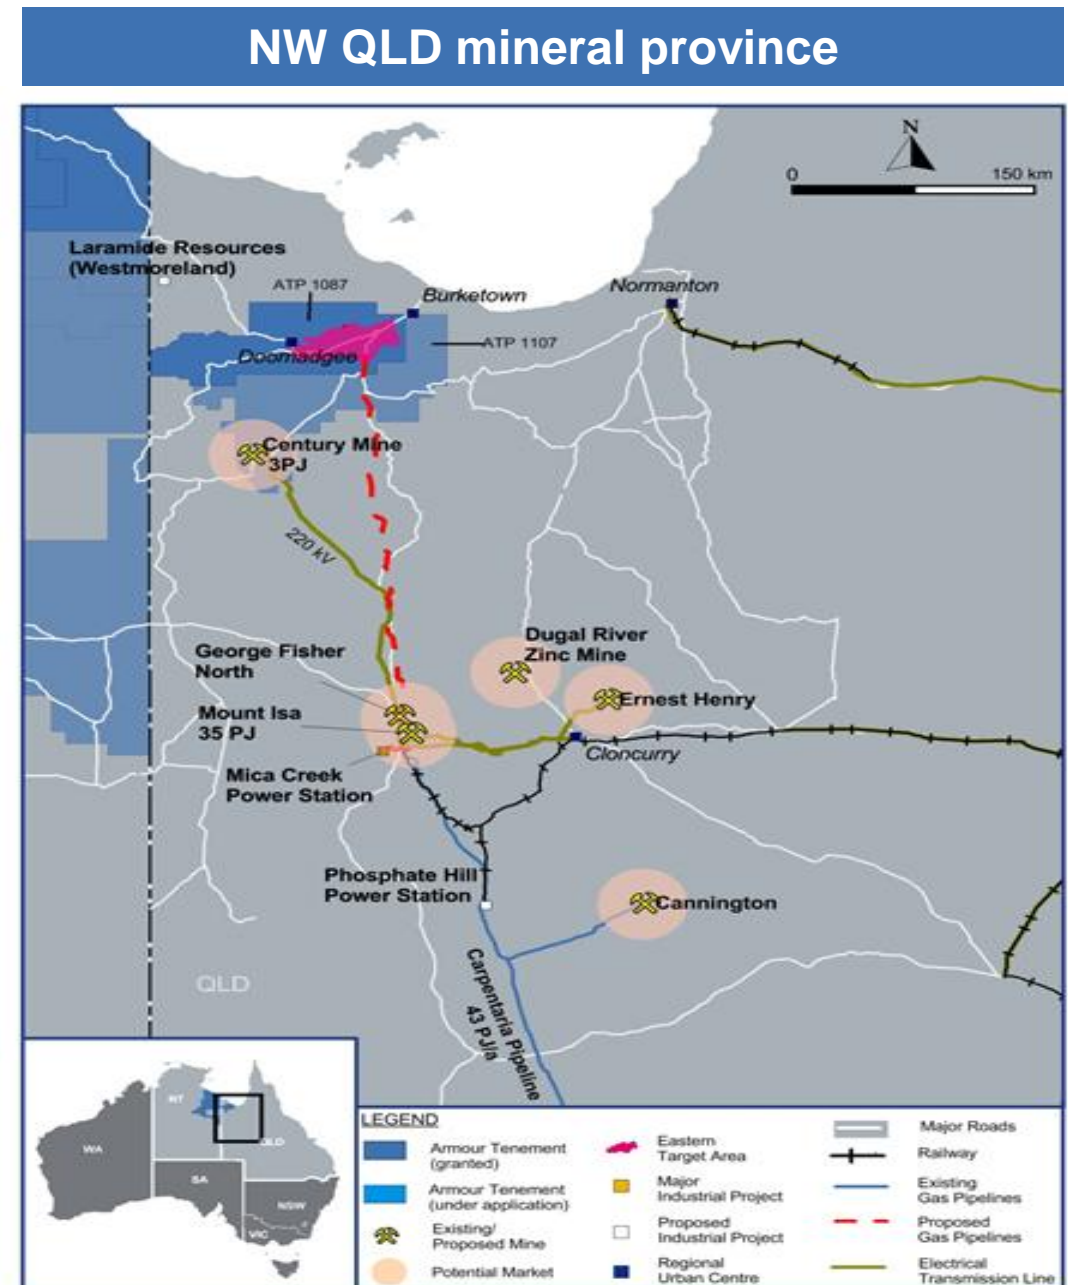 NW QLD mineral province
N
0 150 km
Laramide Resources
(Westmoreland)
ATP 1087
Burketown
Normanton
Doomadgee
ATP 1107
Century Mine
3PJ
220 kV
Dugal River
Zinc Mine
George Fisher
North
Ernest Henry
Mount Isa
35 PJ
Cloncurry
Mica Creek
Power Station
Phosphate Hill
Power Station
Cannington
Carpentaria Pipeline
43 PJ/a
QLD
NT
WA
QLD
SA
NSW
VIC
LEGEND
Armour Tenement
(granted)
Armour Tenement
(under application)
Existing/
Proposed Mine
Potential Market
Eastern
Target Area
Major
Industrial Project
Proposed
Industrial Project
Regional
Urban Centre
Major Roads
Railway
Existing
Gas Pipelines
Proposed
Gas Pipelines
Electrical
Transmission Line